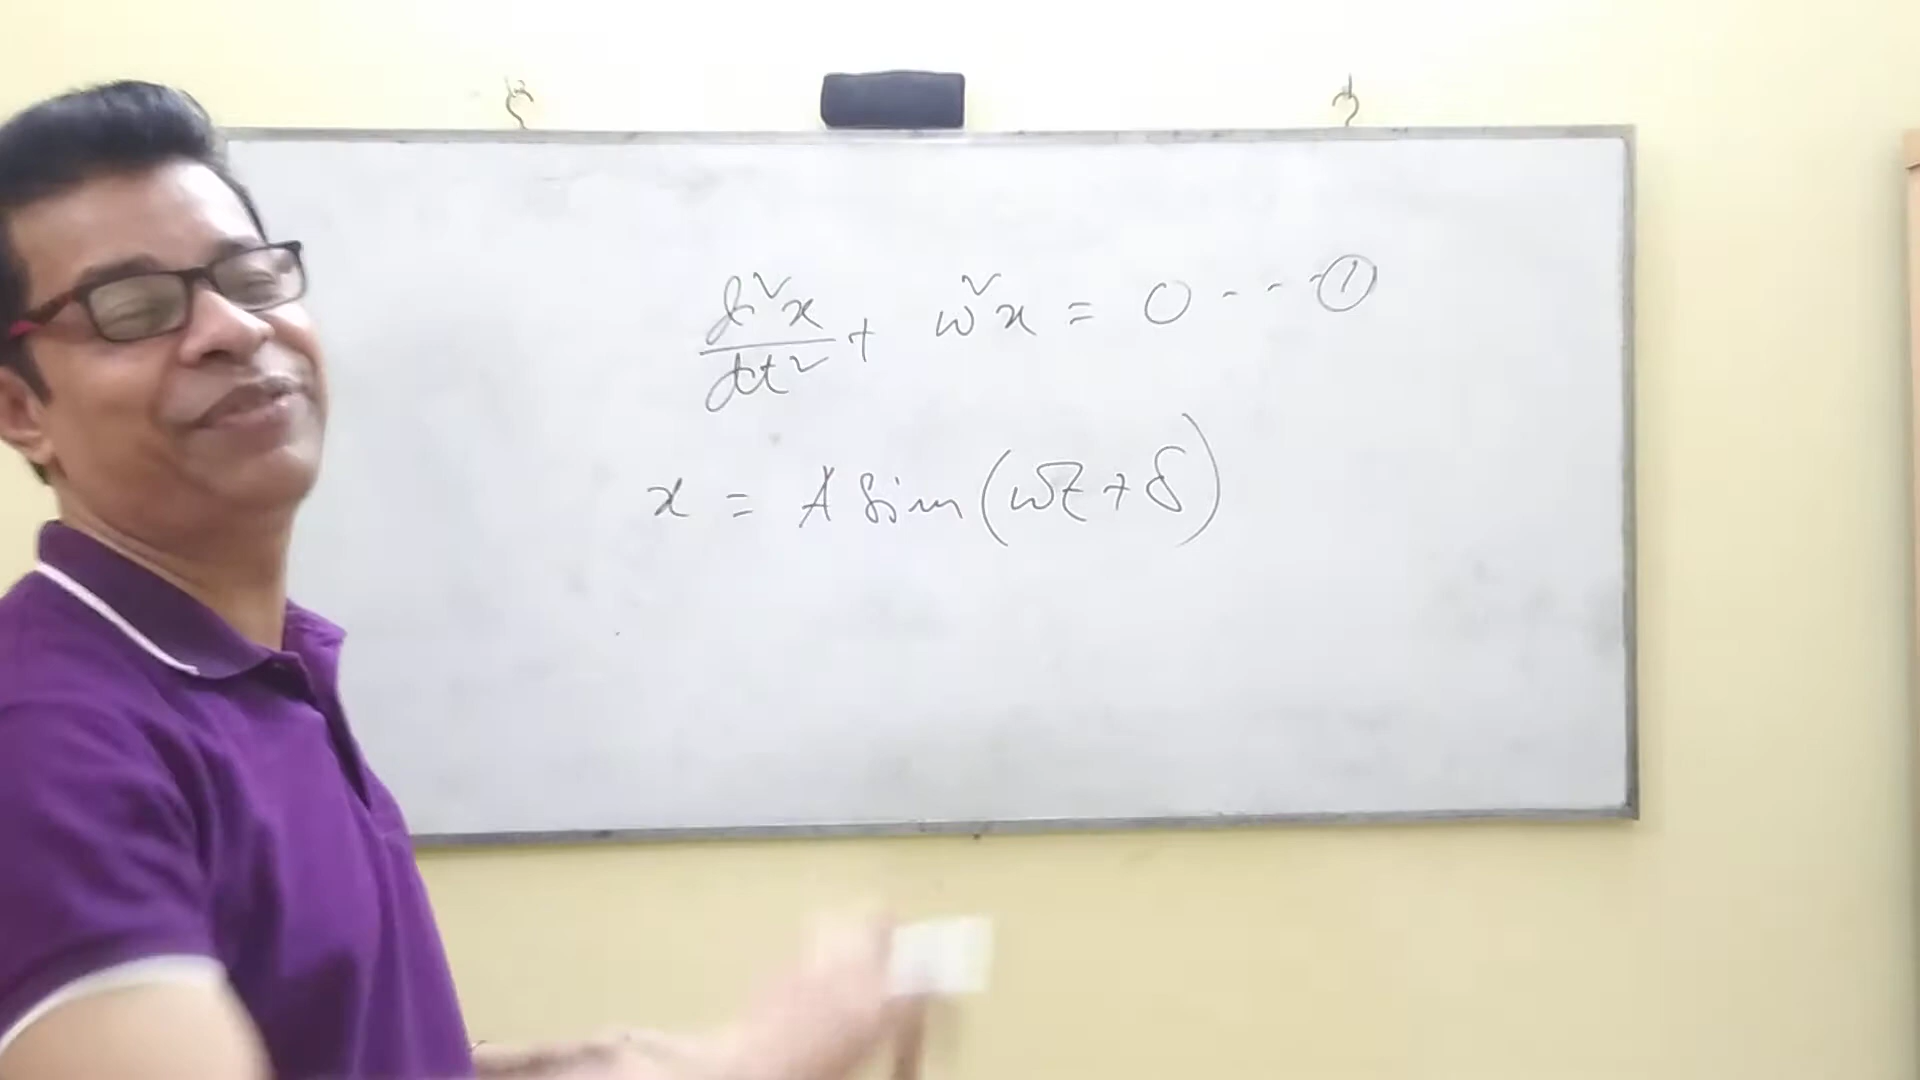 d²x/dt² + ω²x = 0 --- ①
x = A sin(ωt + δ)